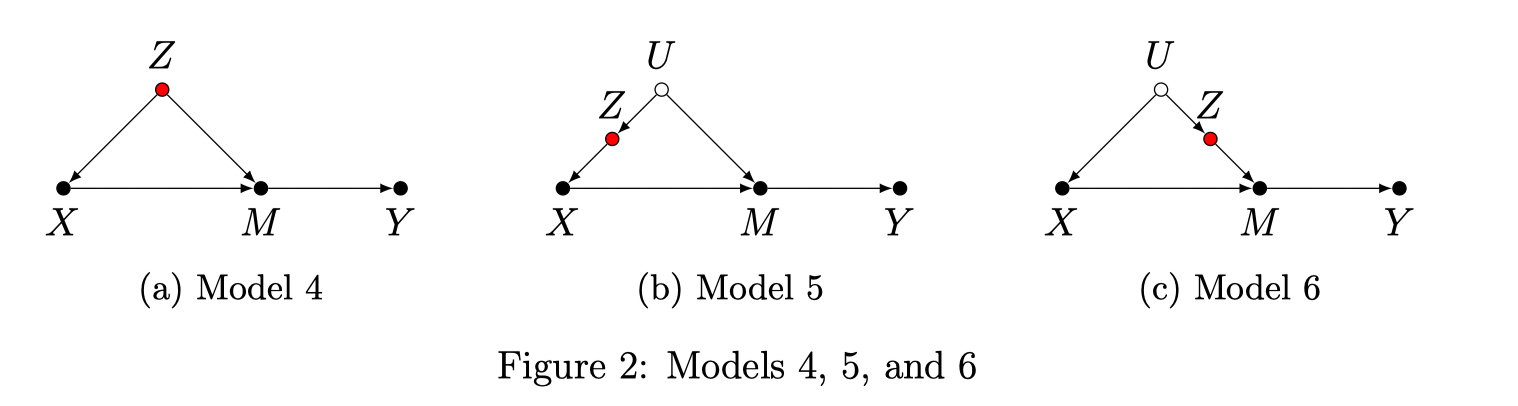 Z
X M Y
(a) Model 4
U
Z
X M Y
(b) Model 5
U
Z
X M Y
(c) Model 6
Figure 2: Models 4, 5, and 6